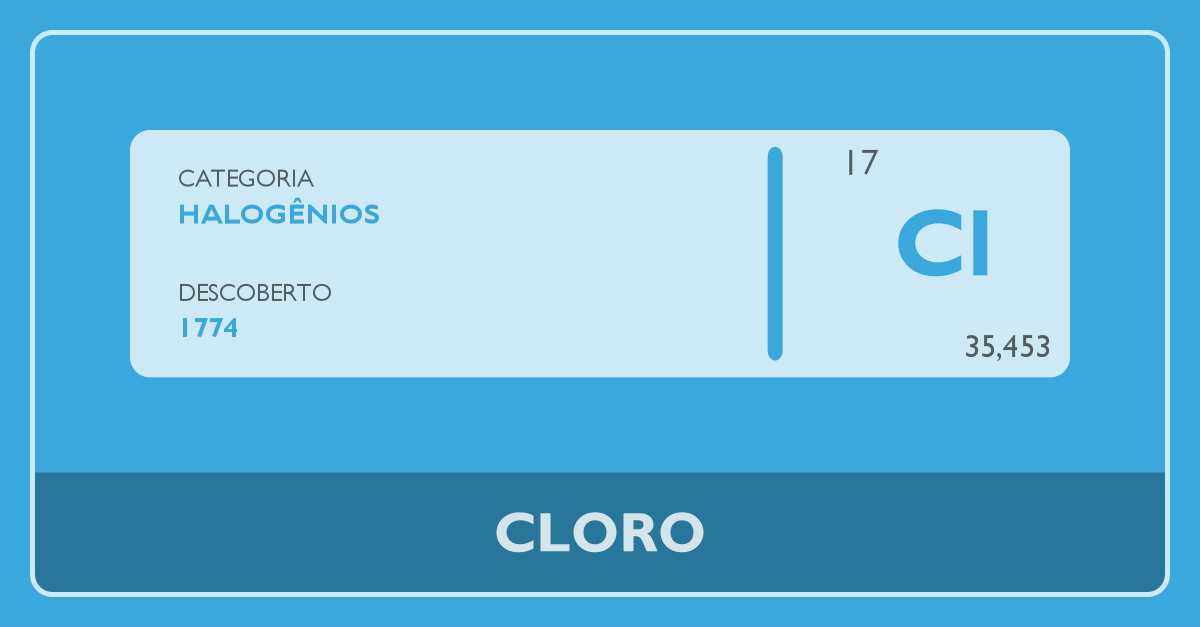 CATEGORIA
HALOGÊNIOS
DESCOBERTO
1774
17
Cl
35,453
CLORO